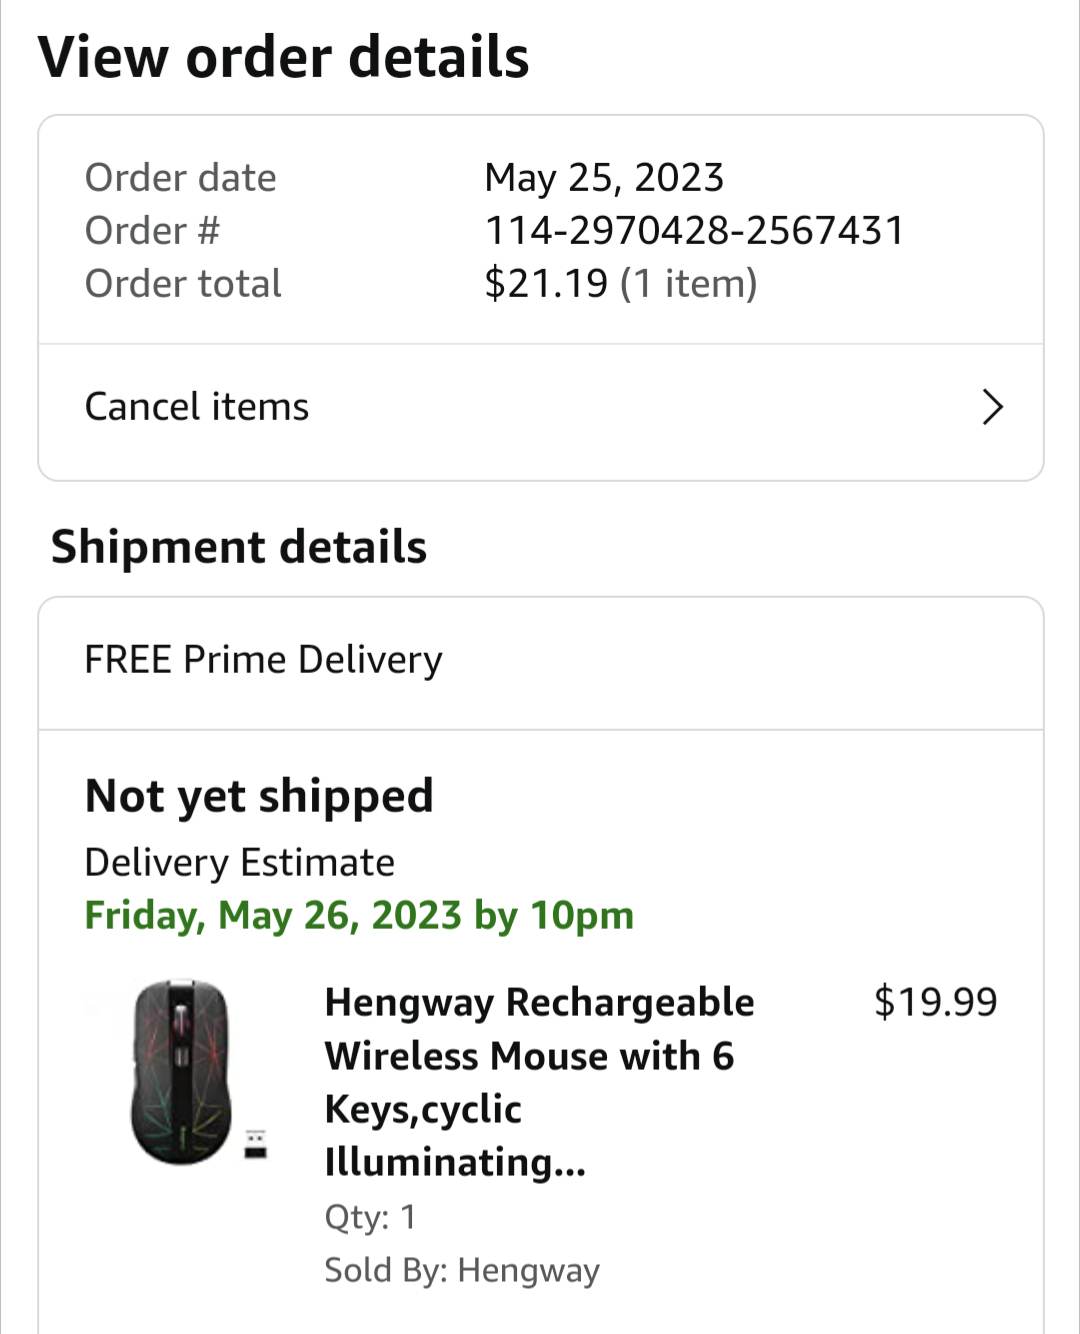 View order details
Order date May 25, 2023
Order # 114-2970428-2567431
Order total $21.19 (1 item)
Cancel items
Shipment details
FREE Prime Delivery
Not yet shipped
Delivery Estimate
Friday, May 26, 2023 by 10pm
Hengway Rechargeable $19.99
Wireless Mouse with 6
Keys,cyclic
Illuminating...
Qty: 1
Sold By: Hengway